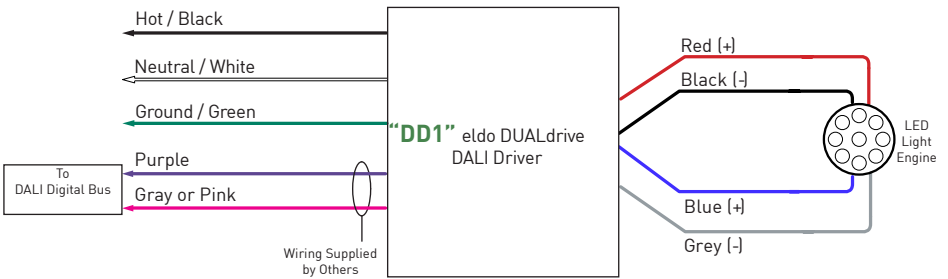 Hot / Black
Neutral / White
Ground / Green
Purple
Gray or Pink
To
DALI Digital Bus
Wiring Supplied
by Others
“DD1” eldo DUALdrive
DALI Driver
Red (+)
Black (-)
Blue (+)
Grey (-)
LED
Light
Engine